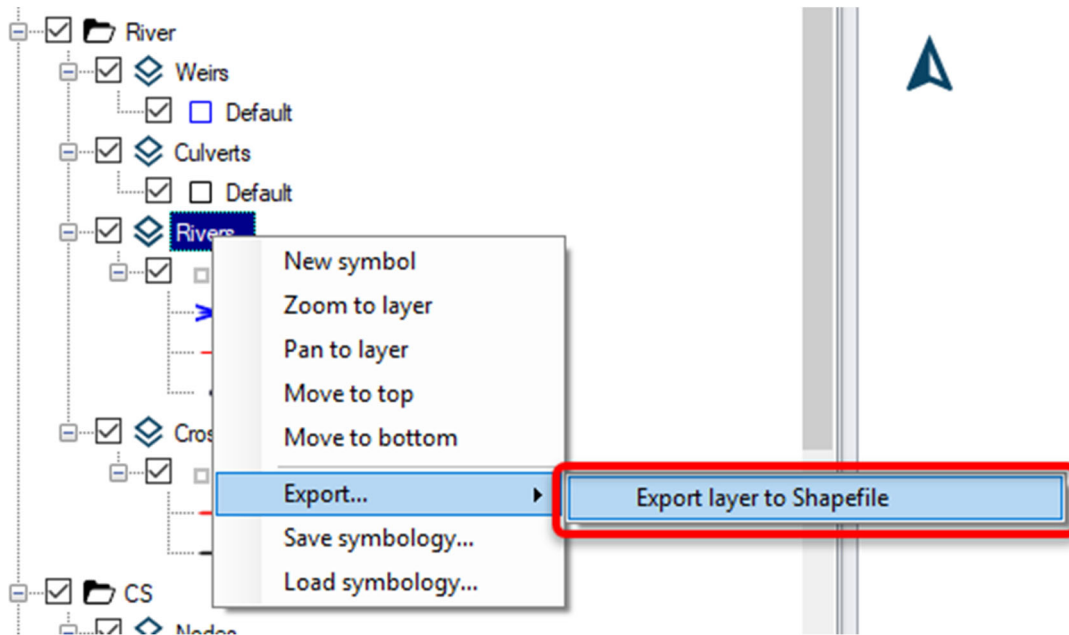 River
Weirs
Default
Culverts
Default
Rivers
New symbol
Zoom to layer
Pan to layer
Move to top
Move to bottom
Export...
Export layer to Shapefile
Save symbology...
Load symbology...
CS
Nodes